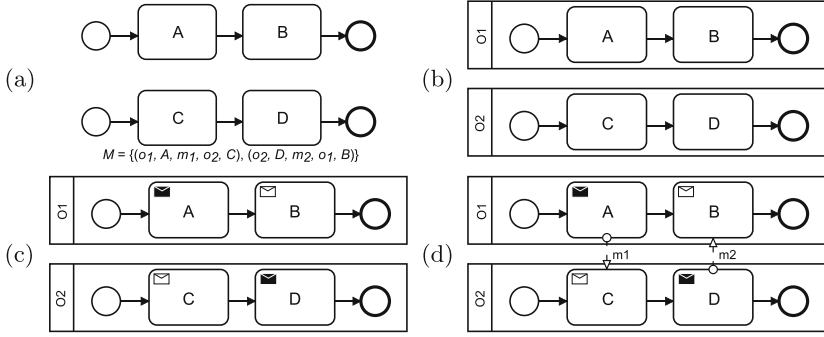 A B
(a)
C D
M = {(o1, A, m1, o2, C), (o2, D, m2, o1, B)}
O1 A B
(b)
O2 C D
O1 A B
(c)
O2 C D
O1 A B
(d)
m1 m2
O2 C D